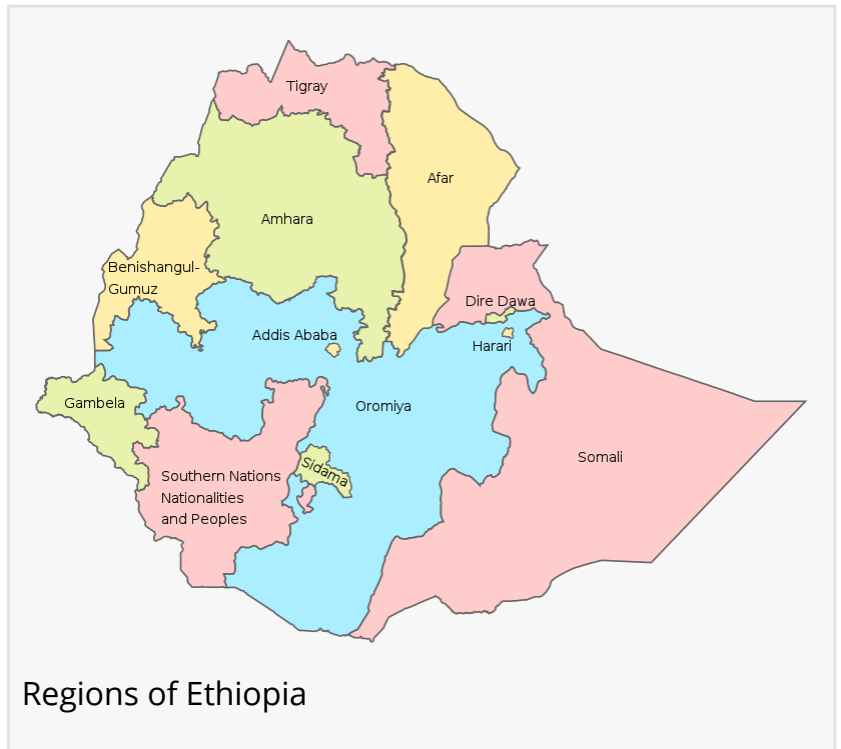 Tigray
Afar
Amhara
Benishangul-
Gumuz
Dire Dawa
Addis Ababa
Harari
Gambela
Oromiya
Somali
Sidama
Southern Nations
Nationalities
and Peoples
Regions of Ethiopia